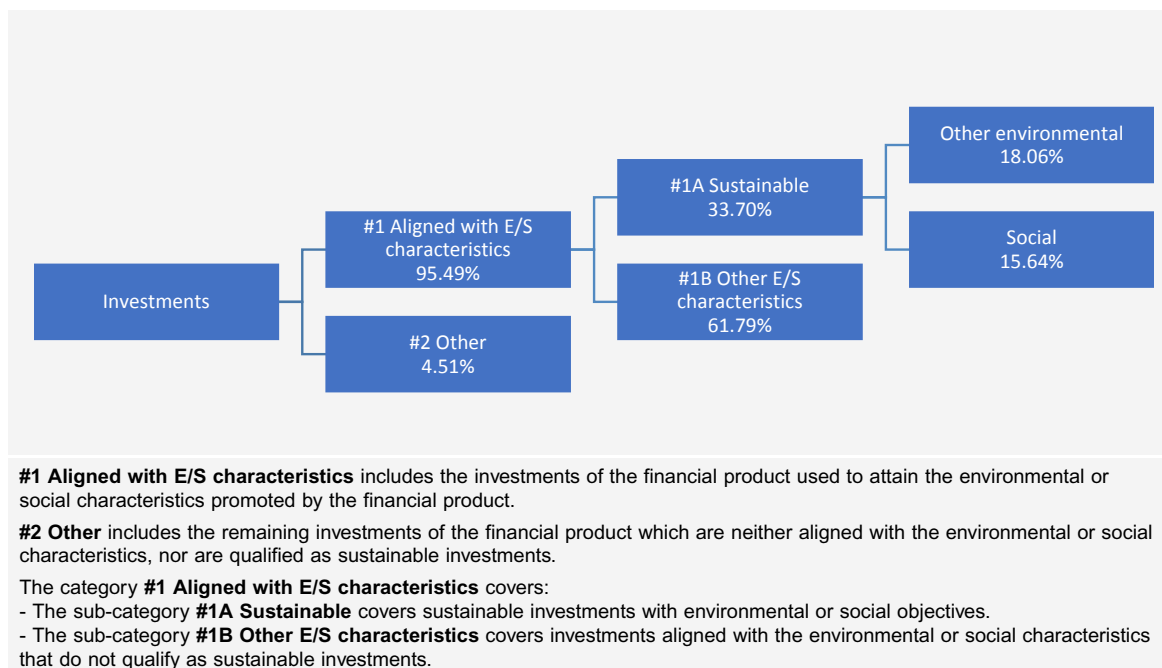 Investments
#1 Aligned with E/S
characteristics
95.49%
#2 Other
4.51%
#1A Sustainable
33.70%
#1B Other E/S
characteristics
61.79%
Other environmental
18.06%
Social
15.64%
#1 Aligned with E/S characteristics includes the investments of the financial product used to attain the environmental or
social characteristics promoted by the financial product.
#2 Other includes the remaining investments of the financial product which are neither aligned with the environmental or social
characteristics, nor are qualified as sustainable investments.
The category #1 Aligned with E/S characteristics covers:
- The sub-category #1A Sustainable covers sustainable investments with environmental or social objectives.
- The sub-category #1B Other E/S characteristics covers investments aligned with the environmental or social characteristics
that do not qualify as sustainable investments.